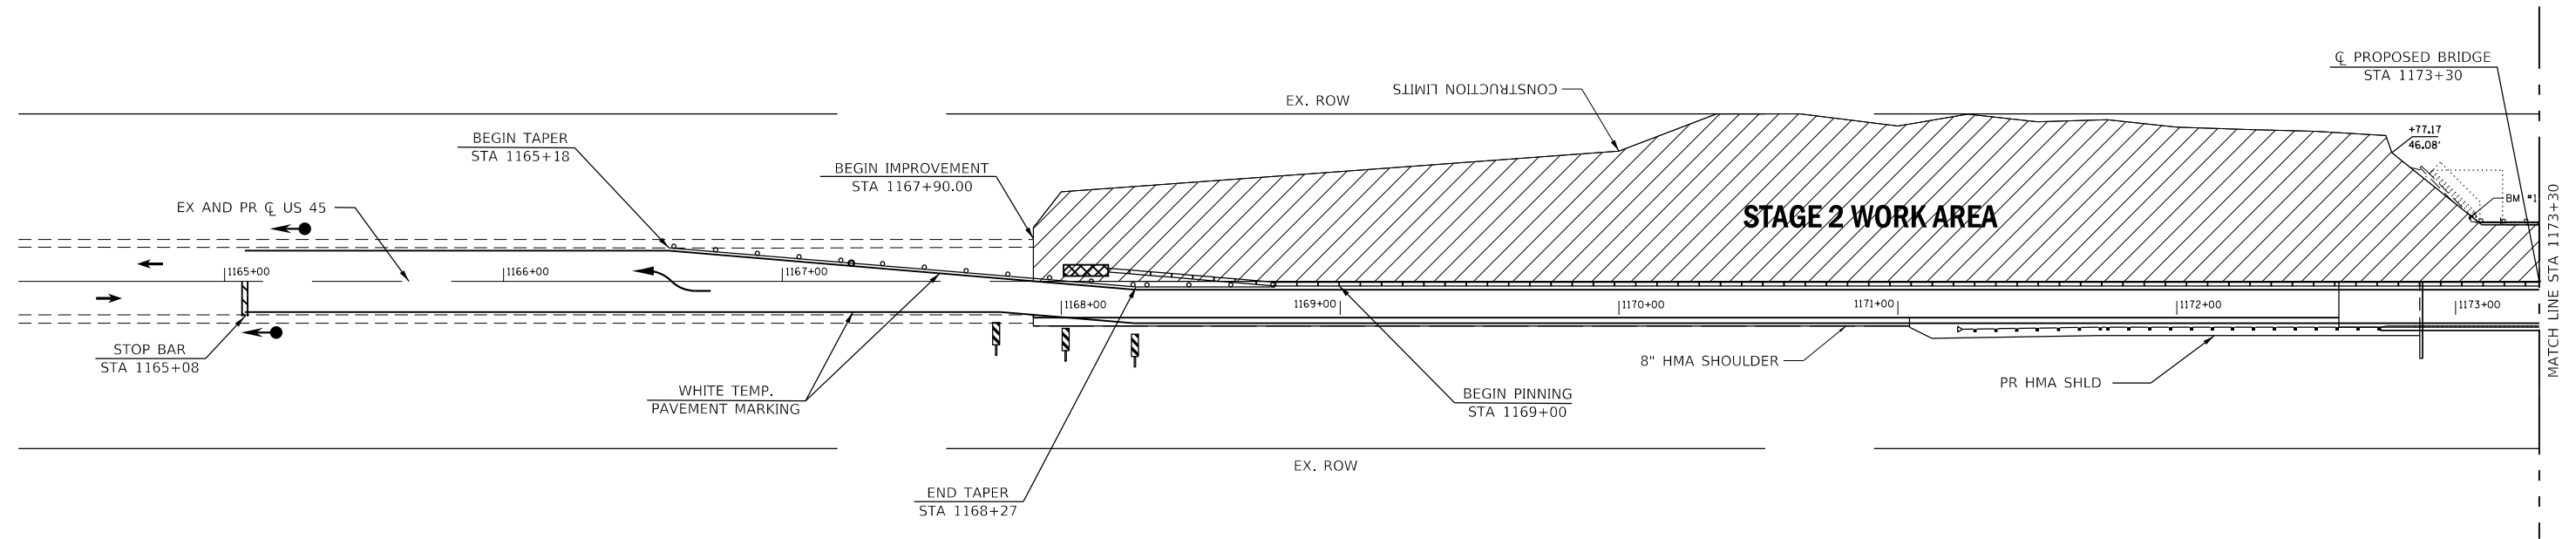 ℄ PROPOSED BRIDGE
STA 1173+30
CONSTRUCTION LIMITS
EX. ROW
BEGIN TAPER
STA 1165+18
+77.17
46.08'
BEGIN IMPROVEMENT
STA 1167+90.00
BM "1
EX AND PR ℄ US 45
STAGE 2 WORK AREA
1165+00
1166+00
1167+00
1168+00
1169+00
1170+00
1171+00
1172+00
1173+00
MATCH LINE STA 1173+30
STOP BAR
STA 1165+08
8" HMA SHOULDER
PR HMA SHLD
WHITE TEMP.
PAVEMENT MARKING
BEGIN PINNING
STA 1169+00
EX. ROW
END TAPER
STA 1168+27